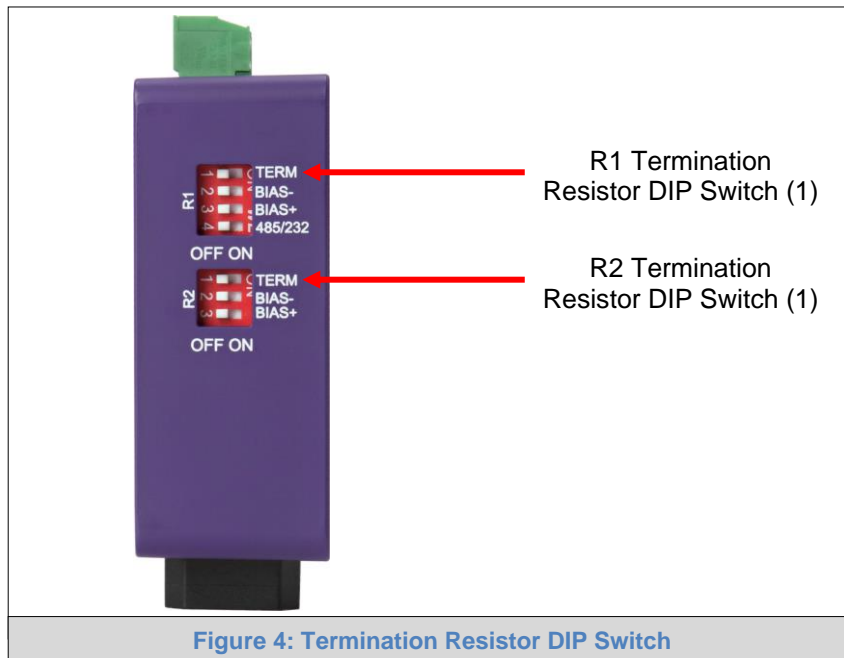 1 TERM
2 BIAS-
R1
3 BIAS+
4 485/232
OFF ON
1 TERM
R2
2 BIAS-
3 BIAS+
OFF ON
R1 Termination
Resistor DIP Switch (1)
R2 Termination
Resistor DIP Switch (1)
Figure 4: Termination Resistor DIP Switch